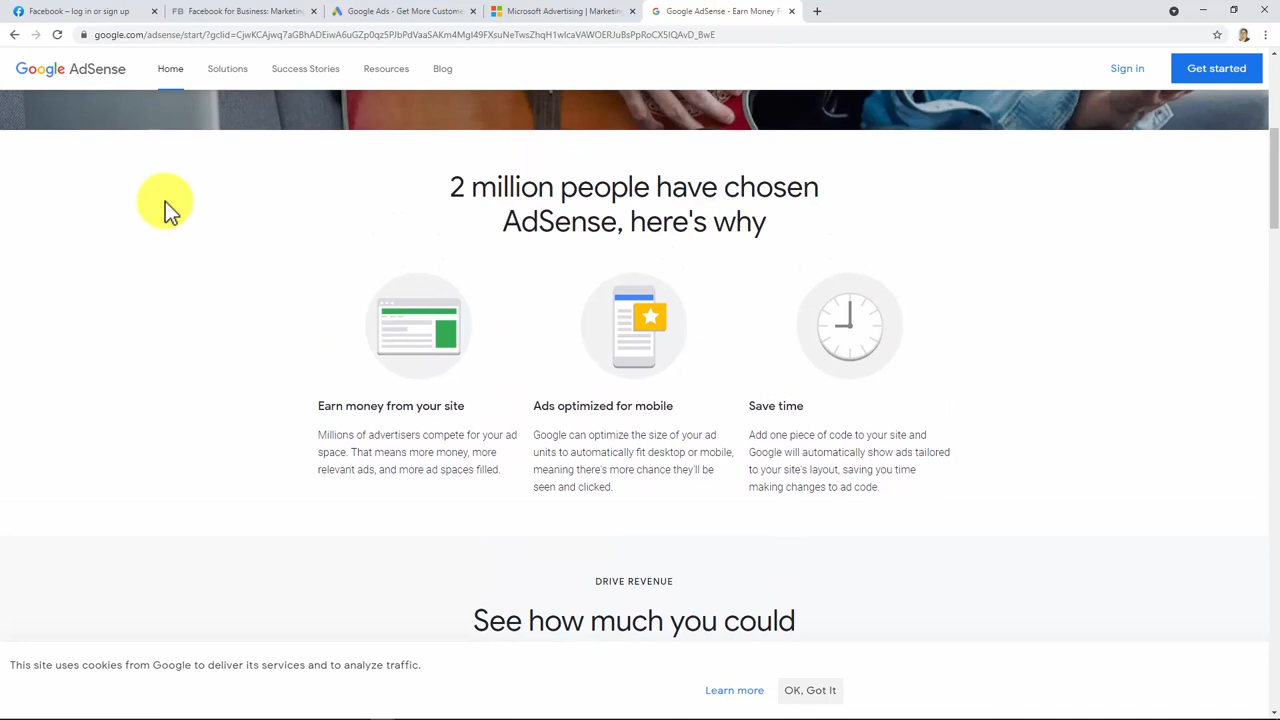 Facebook – log in or sign up
Facebook for Business: Marketing
Google Ads - Get More Custome
Microsoft Advertising | Marketing
Google AdSense - Earn Money F
Google AdSense
Home
Solutions
Success Stories
Resources
Blog
Sign in
Get started
2 million people have chosen
AdSense, here's why
Earn money from your site
Millions of advertisers compete for your ad
space. That means more money, more
relevant ads, and more ad spaces filled.
Ads optimized for mobile
Google can optimize the size of your ad
units to automatically fit desktop or mobile,
meaning there's more chance they'll be
seen and clicked.
Save time
Add one piece of code to your site and
Google will automatically show ads tailored
to your site's layout, saving you time
making changes to ad code.
DRIVE REVENUE
See how much you could
This site uses cookies from Google to deliver its services and to analyze traffic.
Learn more
OK, Got It